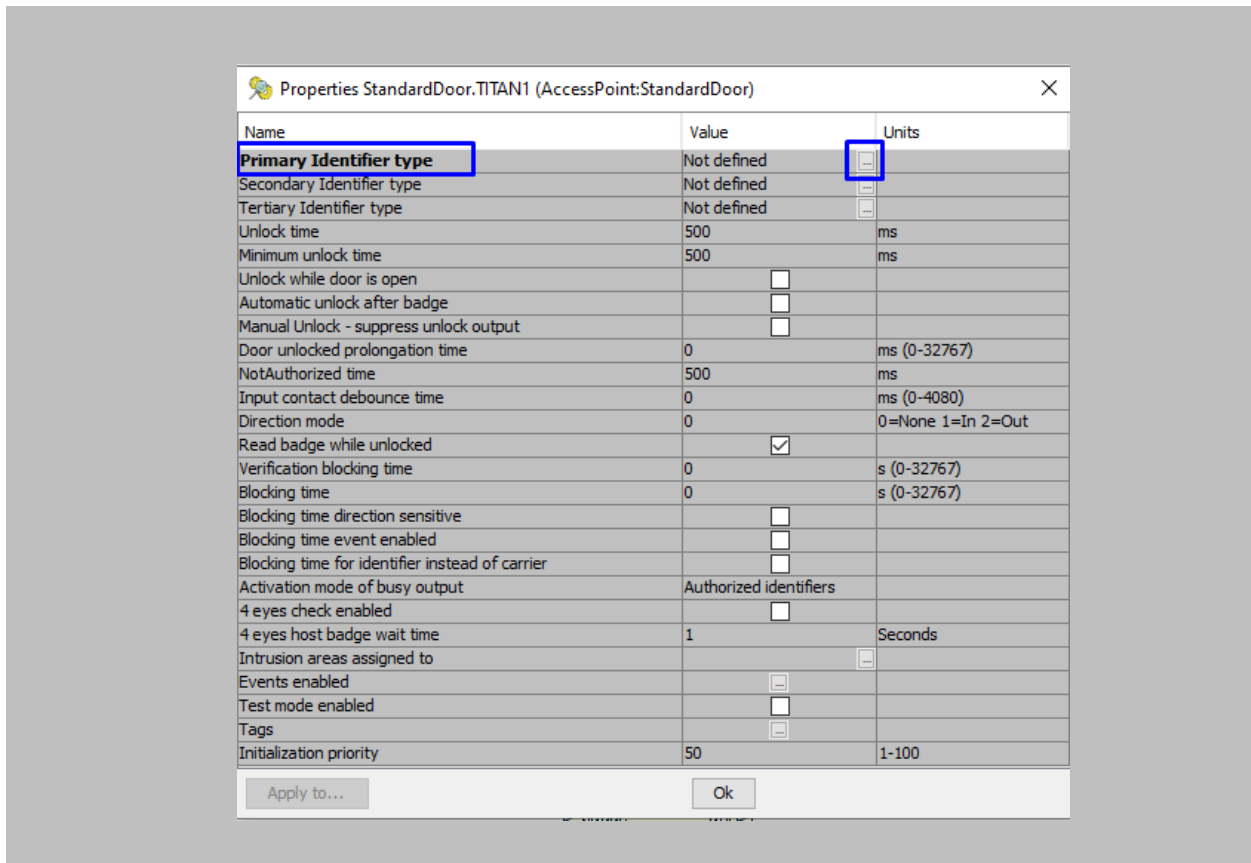 Properties StandardDoor.TITAN1 (AccessPoint:StandardDoor)
Name Value Units
Primary Identifier type Not defined ...
Secondary Identifier type Not defined ...
Tertiary Identifier type Not defined ...
Unlock time 500 ms
Minimum unlock time 500 ms
Unlock while door is open
Automatic unlock after badge
Manual Unlock - suppress unlock output
Door unlocked prolongation time 0 ms (0-32767)
NotAuthorized time 500 ms
Input contact debounce time 0 ms (0-4080)
Direction mode 0 0=None 1=In 2=Out
Read badge while unlocked
Verification blocking time 0 s (0-32767)
Blocking time 0 s (0-32767)
Blocking time direction sensitive
Blocking time event enabled
Blocking time for identifier instead of carrier
Activation mode of busy output Authorized identifiers
4 eyes check enabled
4 eyes host badge wait time 1 Seconds
Intrusion areas assigned to ...
Events enabled ...
Test mode enabled
Tags ...
Initialization priority 50 1-100
Apply to... Ok